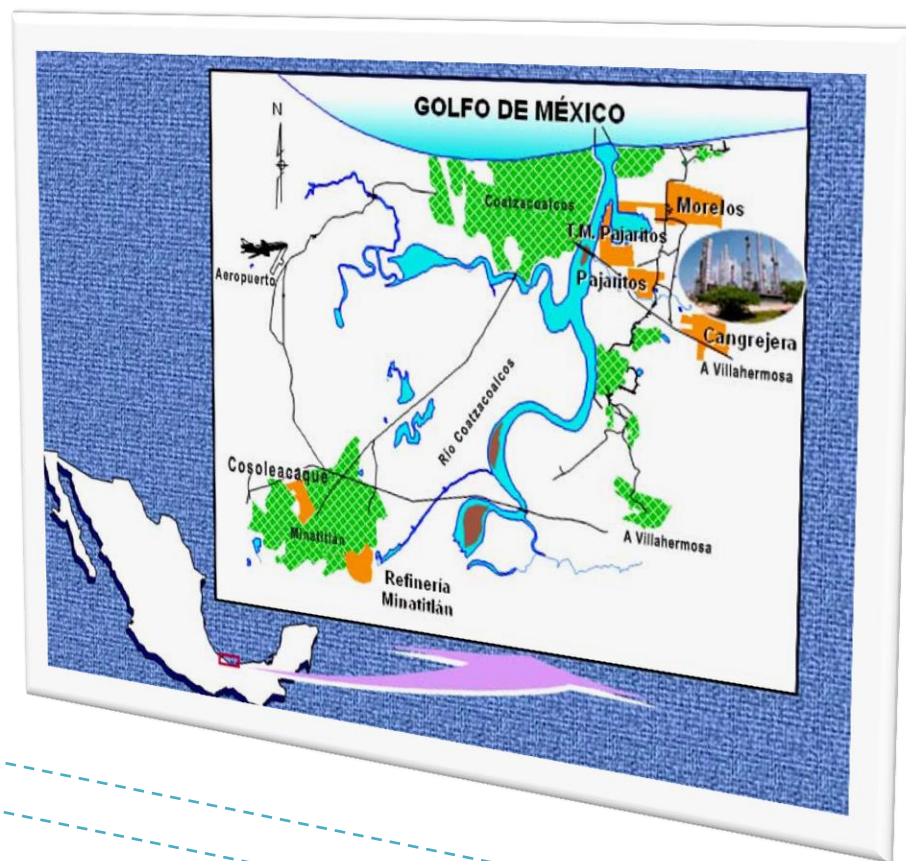 GOLFO DE MÉXICO
N
Coatzacoalcos
Morelos
T.M. Pajaritos
Aeropuerto
Pajaritos
Cangrejera
A Villahermosa
Río Coatzacoalcos
Cosoleacaque
Minatitlán
A Villahermosa
Refinería
Minatitlán